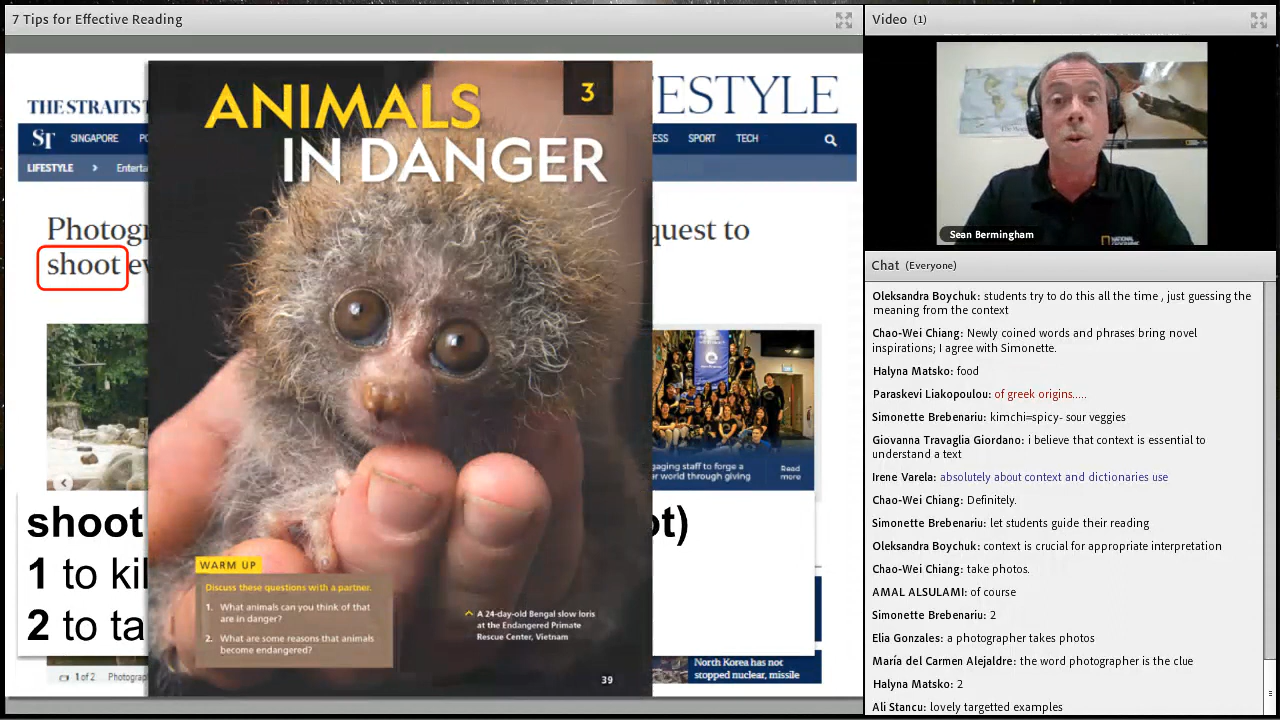 7 Tips for Effective Reading
THE STRAITS
LIFESTYLE
SINGAPORE
SPORT
TECH
LIFESTYLE
Photogr
quest to
shoot ev
ANIMALS
IN DANGER
3
gaging staff to forge a
er world through giving
Read
more
shoot
ot)
1 to kil
2 to ta
WARM UP
Discuss these questions with a partner.
1. What animals can you think of that
are in danger?
2. What are some reasons that animals
become endangered?
A 24-day-old Bengal slow loris
at the Endangered Primate
Rescue Center, Vietnam
39
1 of 2
North Korea has not
stopped nuclear, missile
Video (1)
NATIONAL
Sean Bermingham
Chat (Everyone)
Oleksandra Boychuk: students try to do this all the time , just guessing the
meaning from the context
Chao-Wei Chiang: Newly coined words and phrases bring novel
inspirations; I agree with Simonette.
Halyna Matsko: food
Paraskevi Liakopoulou: of greek origins.....
Simonette Brebenariu: kimchi=spicy- sour veggies
Giovanna Travaglia Giordano: i believe that context is essential to
understand a text
Irene Varela: absolutely about context and dictionaries use
Chao-Wei Chiang: Definitely.
Simonette Brebenariu: let students guide their reading
Oleksandra Boychuk: context is crucial for appropriate interpretation
Chao-Wei Chiang: take photos.
AMAL ALSULAMI: of course
Simonette Brebenariu: 2
Elia Gonzales: a photographer takes photos
María del Carmen Alejaldre: the word photographer is the clue
Halyna Matsko: 2
Ali Stancu: lovely targetted examples